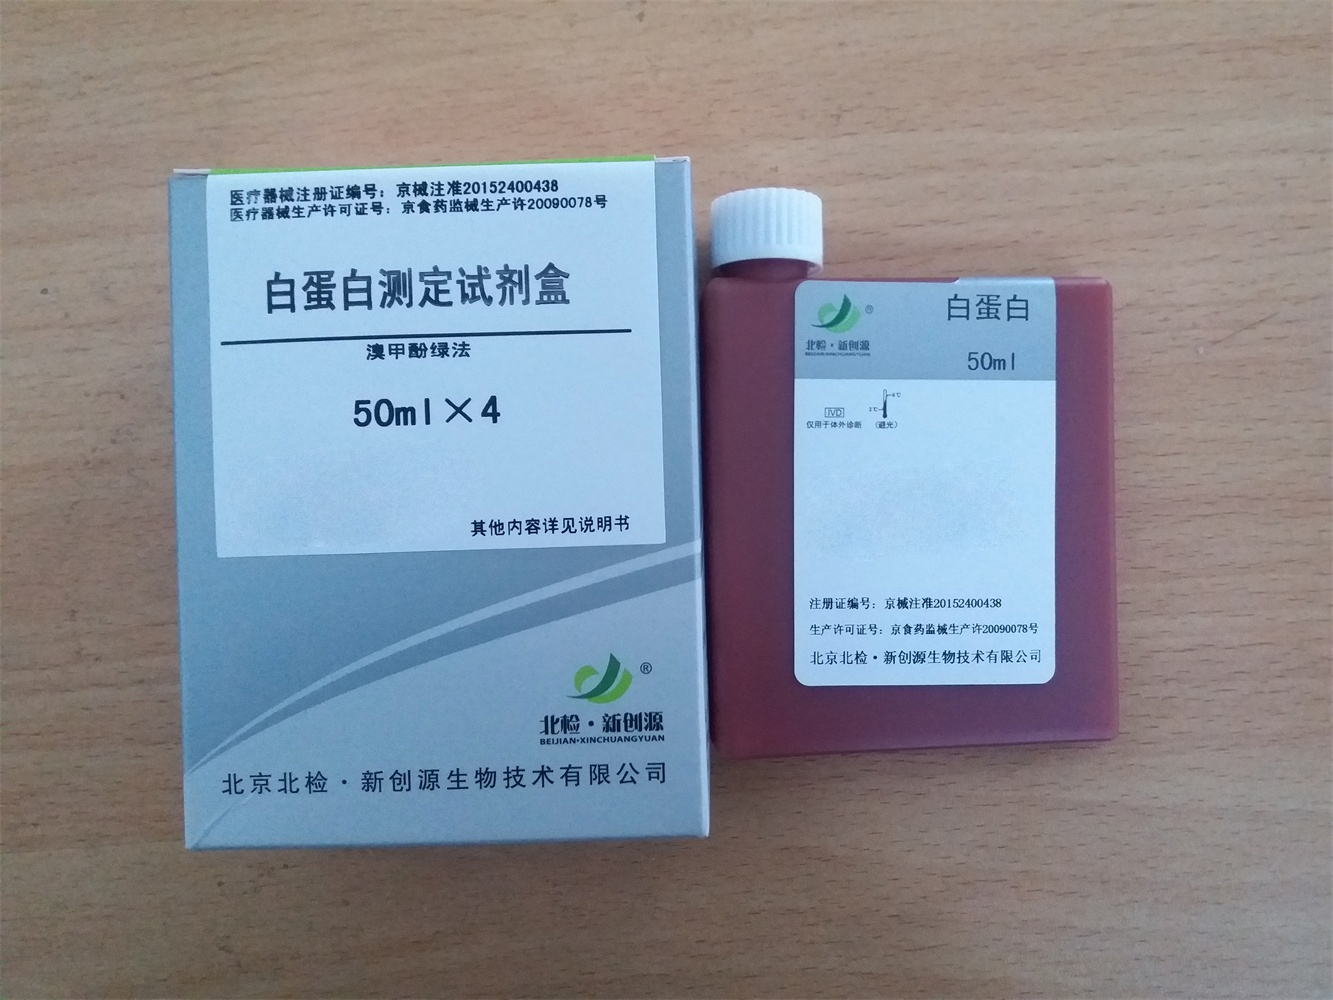 医疗器械注册证编号：京械注准20152400438
医疗器械生产许可证号：京食药监械生产许20090078号
白蛋白测定试剂盒
溴甲酚绿法
50ml×4
其他内容详见说明书
®
北检·新创源
BEIJIAN·XINCHUANGYUAN
北京北检·新创源生物技术有限公司
®
北检·新创源
BEIJIAN·XINCHUANGYUAN
白蛋白
50ml
IVD
仅用于体外诊断
2℃
8℃
（避光）
注册证编号：京械注准20152400438
生产许可证号：京食药监械生产许20090078号
北京北检·新创源生物技术有限公司